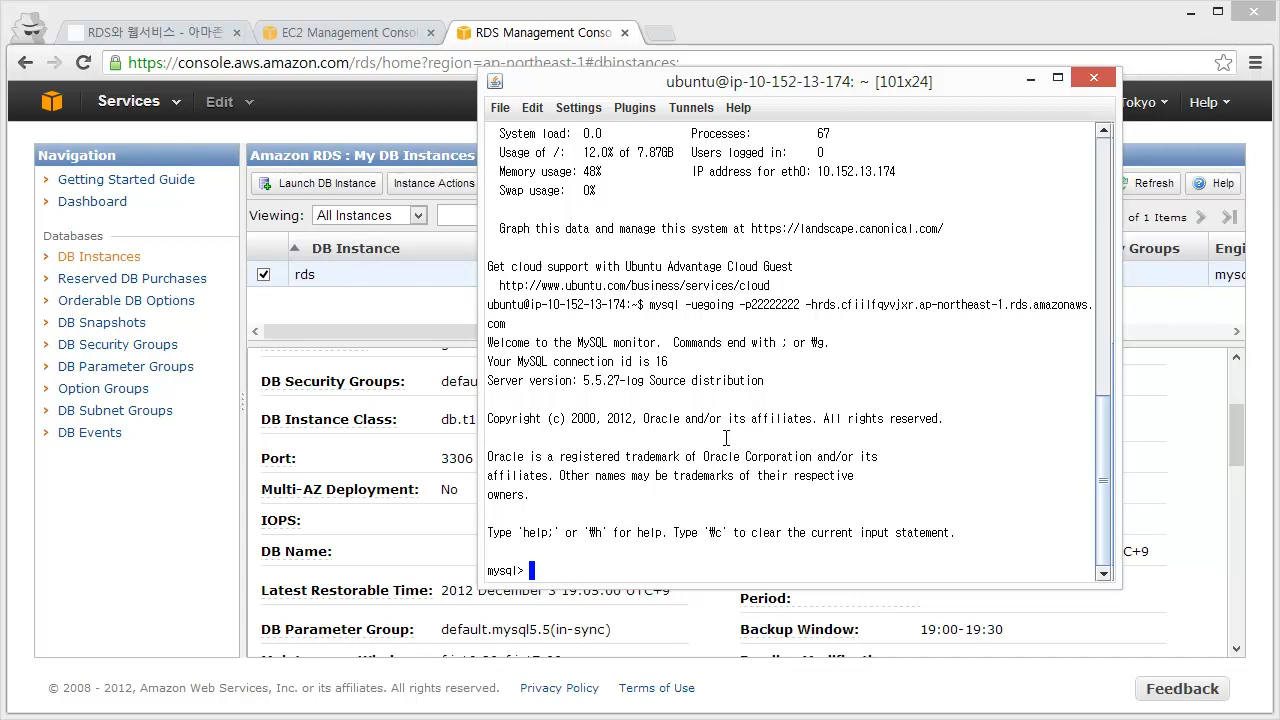 RDS와 웹서비스 - 아마존
EC2 Management Conso
RDS Management Conso
https://console.aws.amazon.com/rds/home?region=ap-northeast-1#dbinstances:
Services
Edit
Tokyo
Help
Navigation
Getting Started Guide
Dashboard
Databases
DB Instances
Reserved DB Purchases
Orderable DB Options
DB Snapshots
DB Security Groups
DB Parameter Groups
Option Groups
DB Subnet Groups
DB Events
Amazon RDS : My DB Instances
Launch DB Instance
Instance Actions
Refresh
Help
Viewing:
All Instances
of 1 Items
DB Instance
Groups
Engi
rds
mysq
DB Security Groups:
defau
DB Instance Class:
db.t1
Port:
3306
Multi-AZ Deployment:
No
IOPS:
DB Name:
C+9
Latest Restorable Time:
2012 December 3 19:05:00 UTC+9
Period:
DB Parameter Group:
default.mysql5.5(in-sync)
Backup Window:
19:00-19:30
ubuntu@ip-10-152-13-174: ~ [101x24]
File Edit Settings Plugins Tunnels Help
System load: 0.0 Processes: 67
Usage of /: 12.0% of 7.87GB Users logged in: 0
Memory usage: 48% IP address for eth0: 10.152.13.174
Swap usage: 0%
Graph this data and manage this system at https://landscape.canonical.com/
Get cloud support with Ubuntu Advantage Cloud Guest
http://www.ubuntu.com/business/services/cloud
ubuntu@ip-10-152-13-174:~$ mysql -uegoing -p22222222 -hrds.cfiilfqyvjxr.ap-northeast-1.rds.amazonaws.
com
Welcome to the MySQL monitor. Commands end with ; or ₩g.
Your MySQL connection id is 16
Server version: 5.5.27-log Source distribution
Copyright (c) 2000, 2012, Oracle and/or its affiliates. All rights reserved.
Oracle is a registered trademark of Oracle Corporation and/or its
affiliates. Other names may be trademarks of their respective
owners.
Type 'help;' or '₩h' for help. Type '₩c' to clear the current input statement.
mysql>
© 2008 - 2012, Amazon Web Services, Inc. or its affiliates. All rights reserved.
Privacy Policy
Terms of Use
Feedback